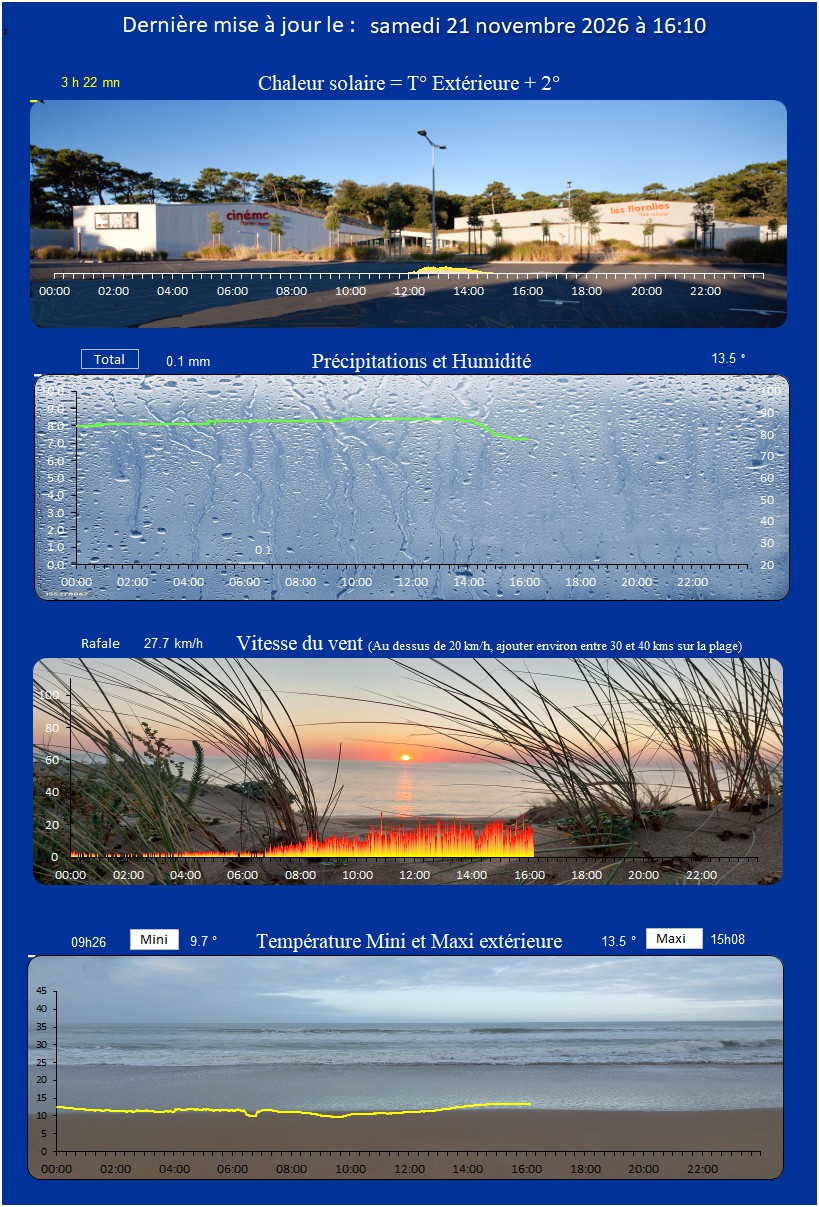 Dernière mise à jour le : samedi 21 novembre 2026 à 16:10
3 h 22 mn
Chaleur solaire = T° Extérieure + 2°
cinéma
les floralies
00:00 02:00 04:00 06:00 08:00 10:00 12:00 14:00 16:00 18:00 20:00 22:00
Total 0.1 mm Précipitations et Humidité 13.5 °
10.0 100
9.0 90
8.0 80
7.0 70
6.0 60
5.0 50
4.0 40
3.0 30
2.0 20
1.0 0.1
0.0
00:00 02:00 04:00 06:00 08:00 10:00 12:00 14:00 16:00 18:00 20:00 22:00
Rafale 27.7 km/h Vitesse du vent (Au dessus de 20 km/h, ajouter environ entre 30 et 40 kms sur la plage)
100
80
60
40
20
0
00:00 02:00 04:00 06:00 08:00 10:00 12:00 14:00 16:00 18:00 20:00 22:00
09h26 Mini 9.7 ° Température Mini et Maxi extérieure 13.5 ° Maxi 15h08
45
40
35
30
25
20
15
10
5
0
00:00 02:00 04:00 06:00 08:00 10:00 12:00 14:00 16:00 18:00 20:00 22:00